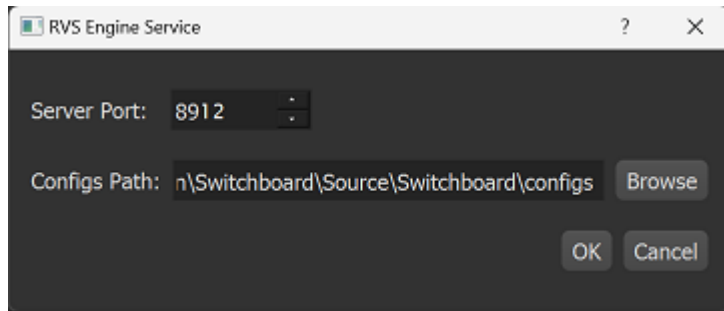 RVS Engine Service ?
Server Port: 8912
Configs Path: n\Switchboard\Source\Switchboard\configs Browse
OK Cancel